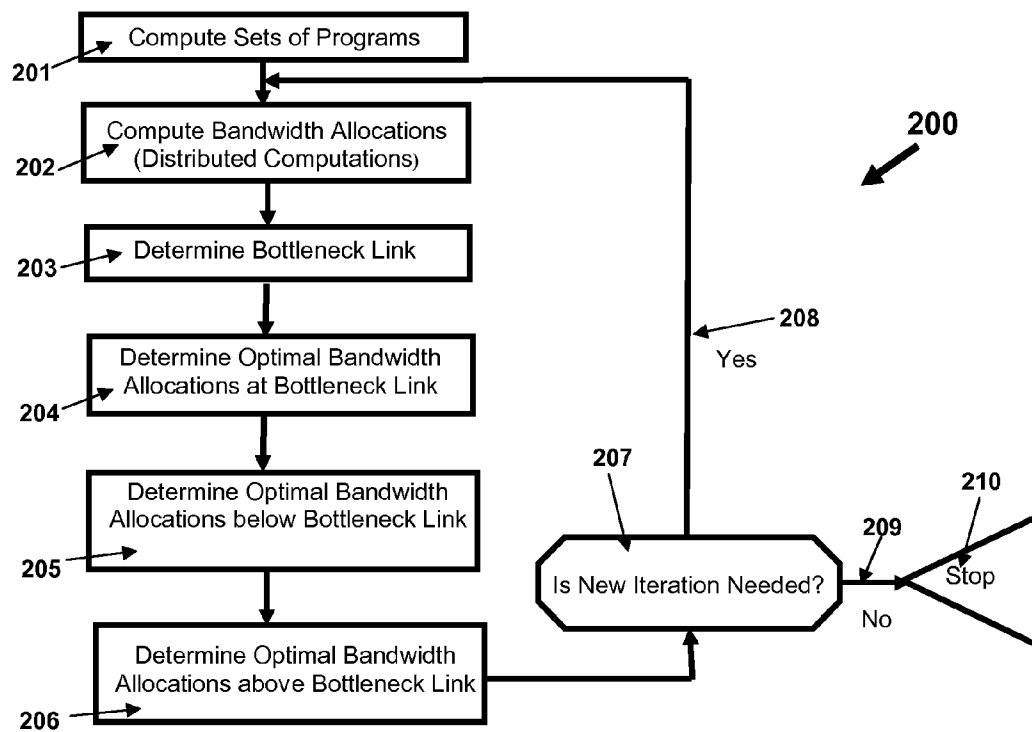 Compute Sets of Programs
201
Compute Bandwidth Allocations
(Distributed Computations)
202
200
Determine Bottleneck Link
203
208
Yes
Determine Optimal Bandwidth
Allocations at Bottleneck Link
204
207
210
Determine Optimal Bandwidth
Allocations below Bottleneck Link
205
209
Is New Iteration Needed?
Stop
No
Determine Optimal Bandwidth
Allocations above Bottleneck Link
206